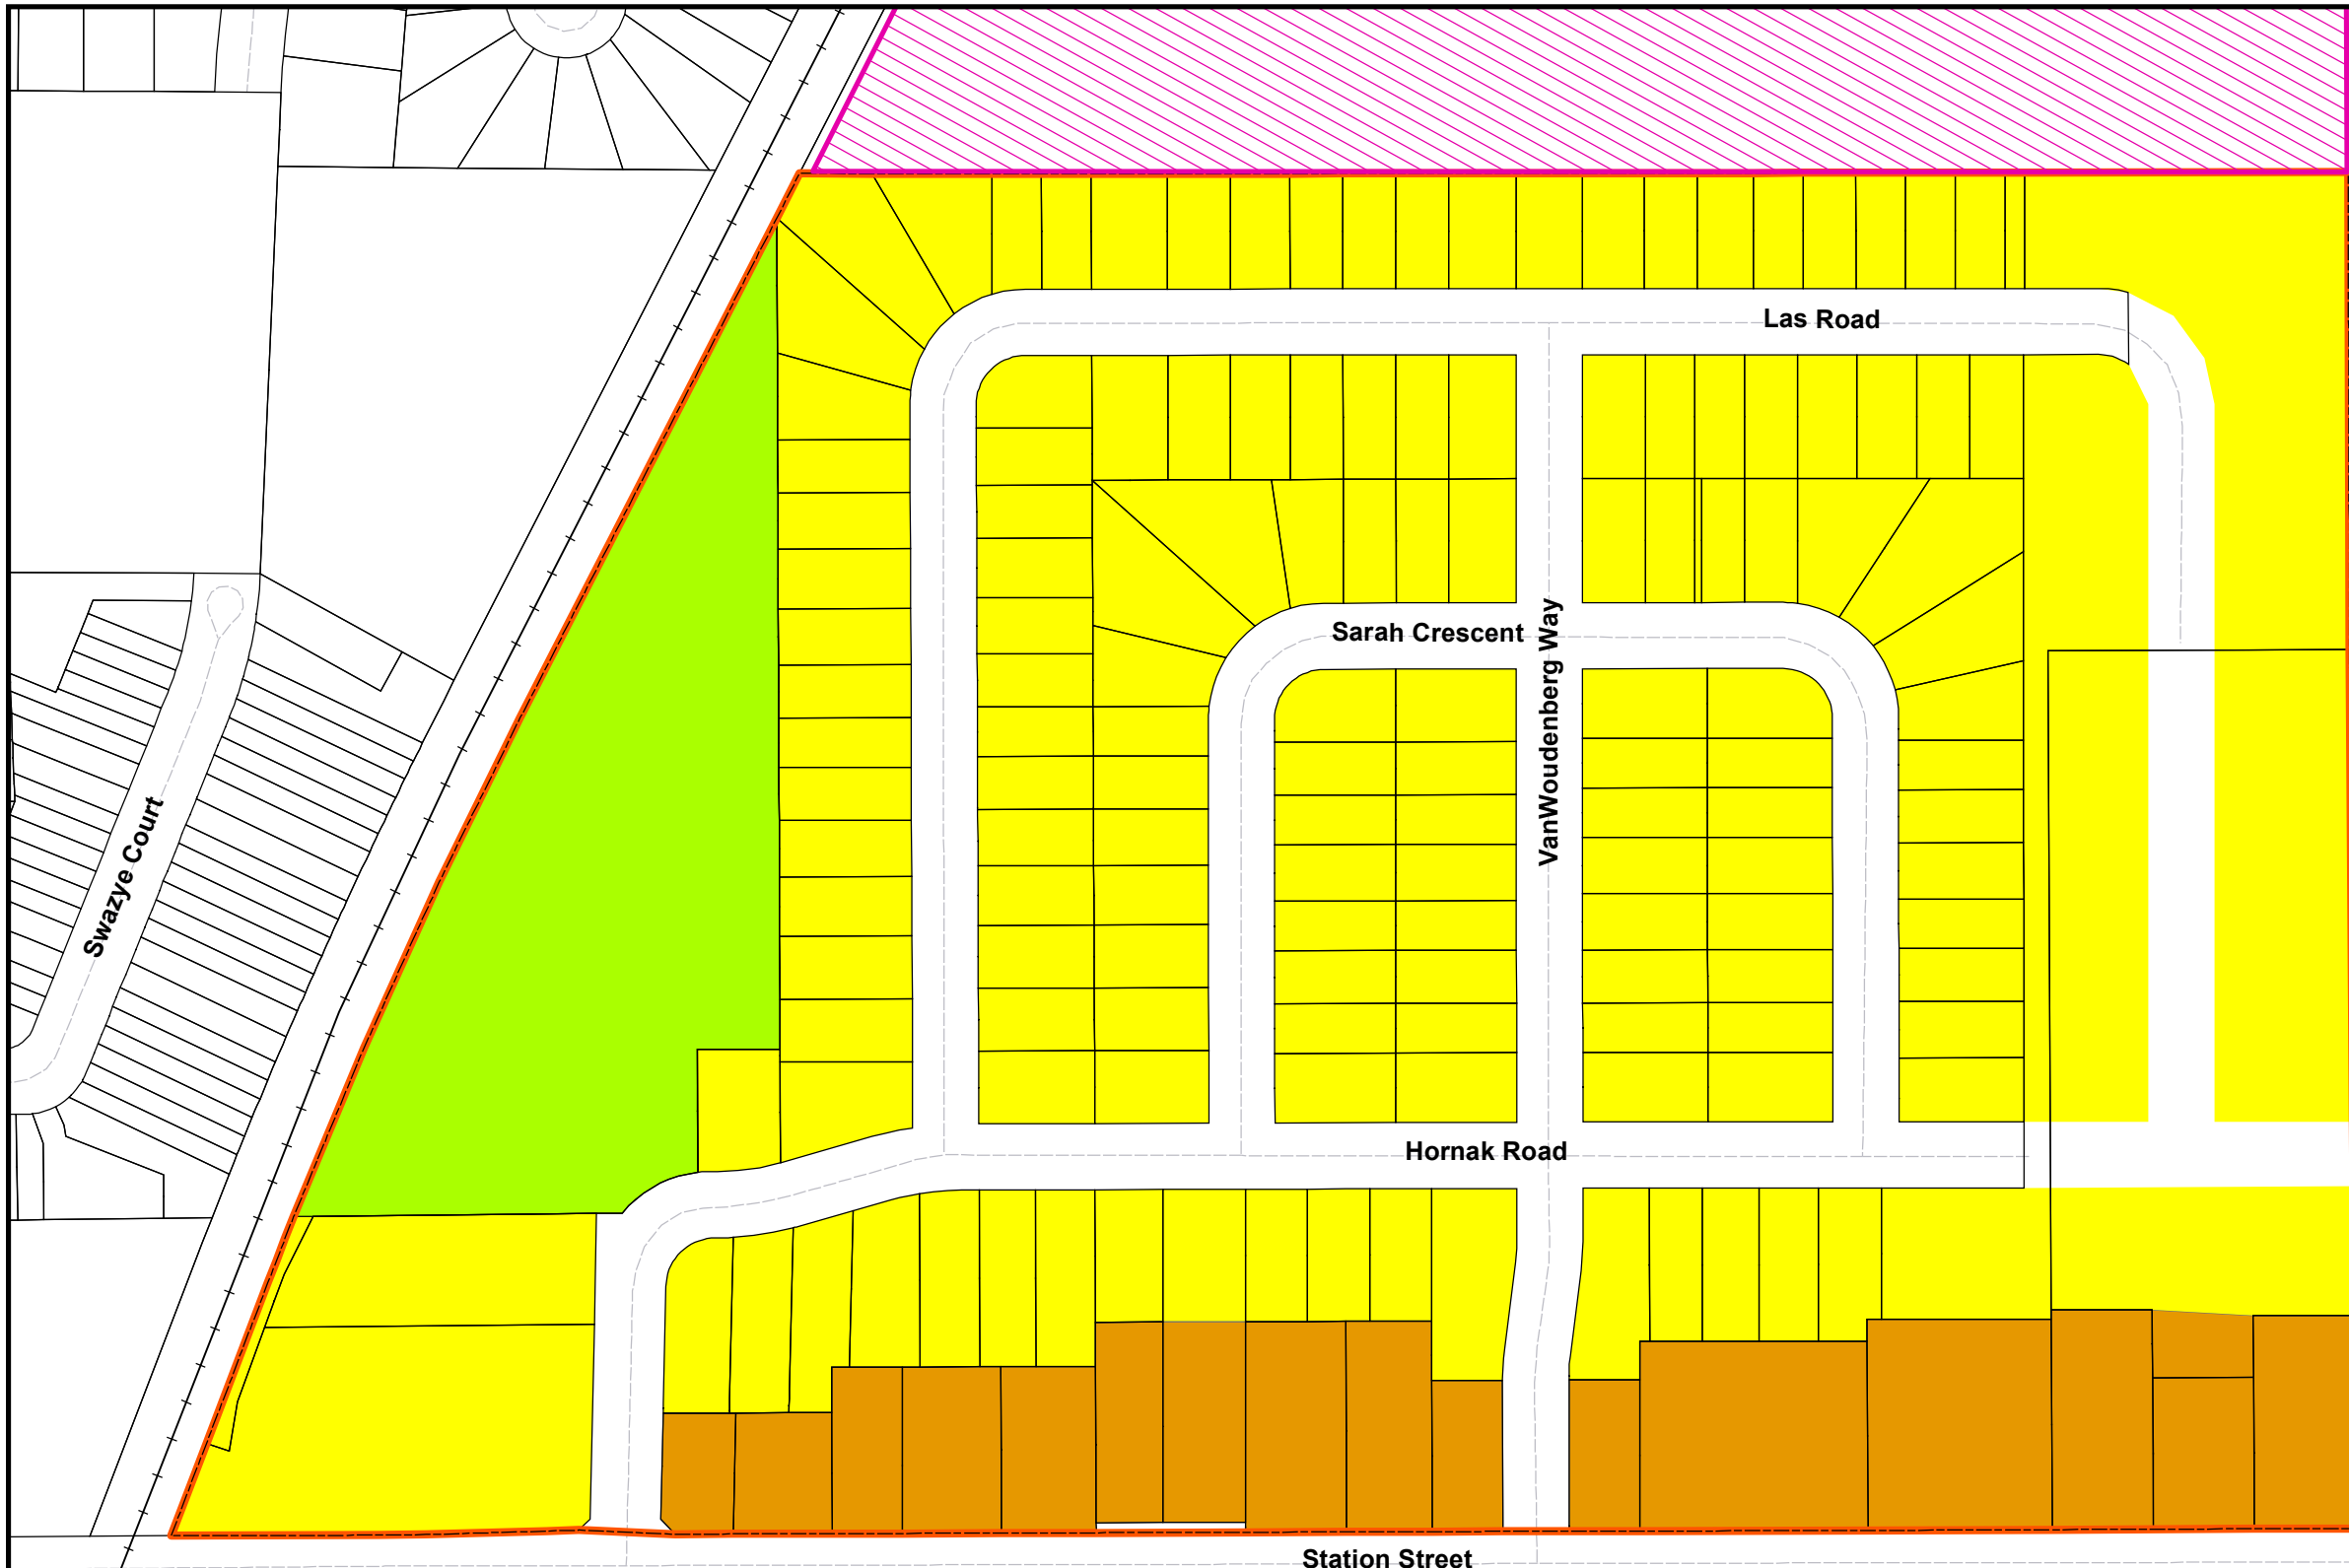 Las Road
Sarah Crescent
VanWoudenberg Way
Swazye Court
Hornak Road
Station Street